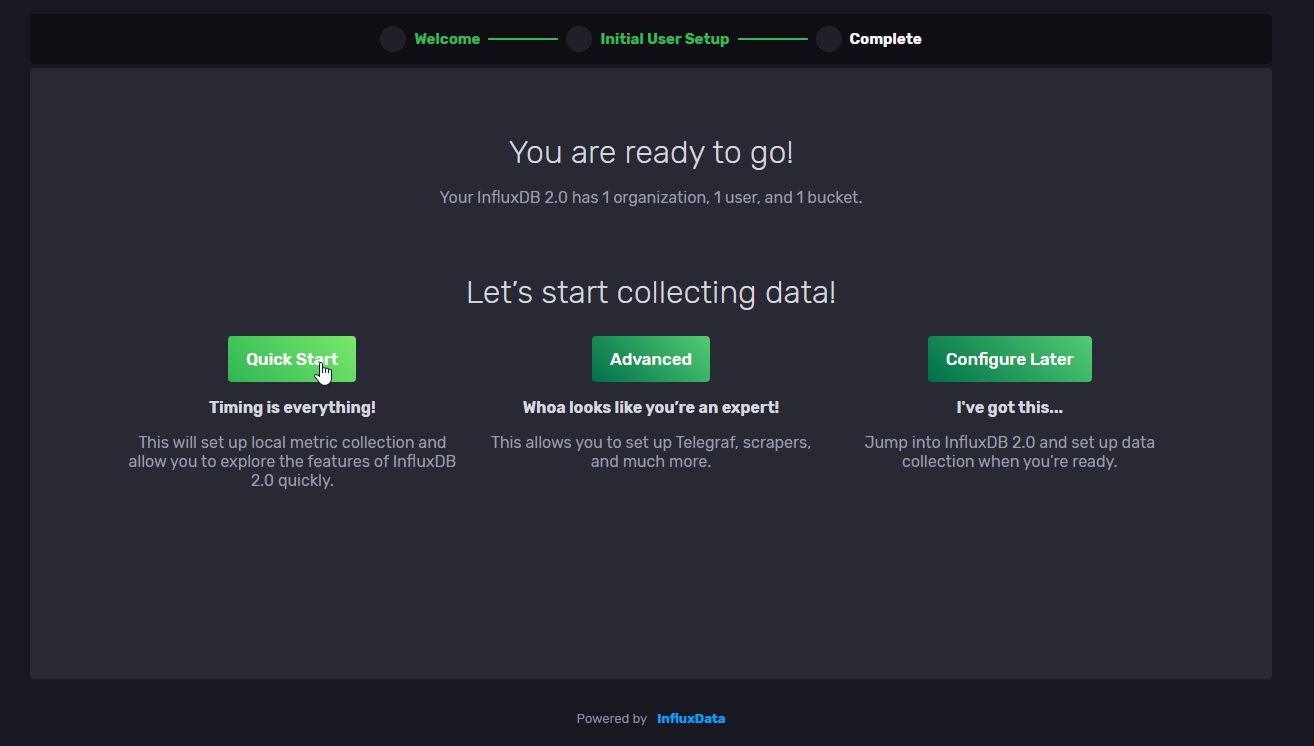 Welcome
Initial User Setup
Complete
You are ready to go!
Your InfluxDB 2.0 has 1 organization, 1 user, and 1 bucket.
Let’s start collecting data!
Quick Start
Timing is everything!
This will set up local metric collection and
allow you to explore the features of InfluxDB
2.0 quickly.
Advanced
Whoa looks like you’re an expert!
This allows you to set up Telegraf, scrapers,
and much more.
Configure Later
I've got this...
Jump into InfluxDB 2.0 and set up data
collection when you’re ready.
Powered by InfluxData